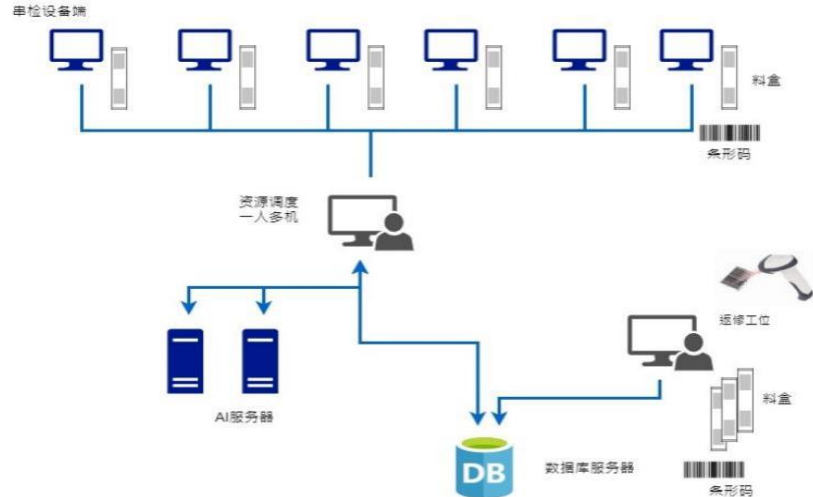 串检设备端
料盒
条形码
资源调度
一人多机
返修工位
AI服务器
料盒
DB
数据库服务器
条形码